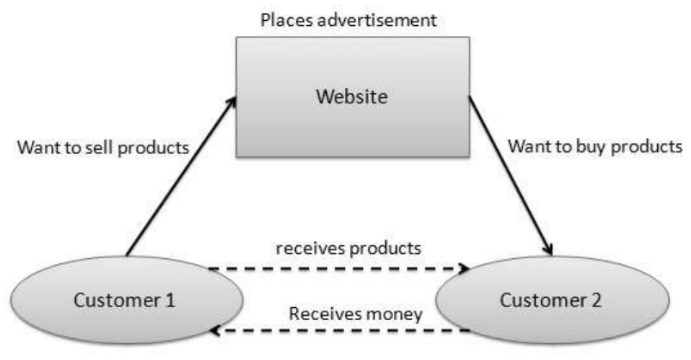 Places advertisement
Website
Want to sell products
Want to buy products
receives products
Customer 1
Customer 2
Receives money